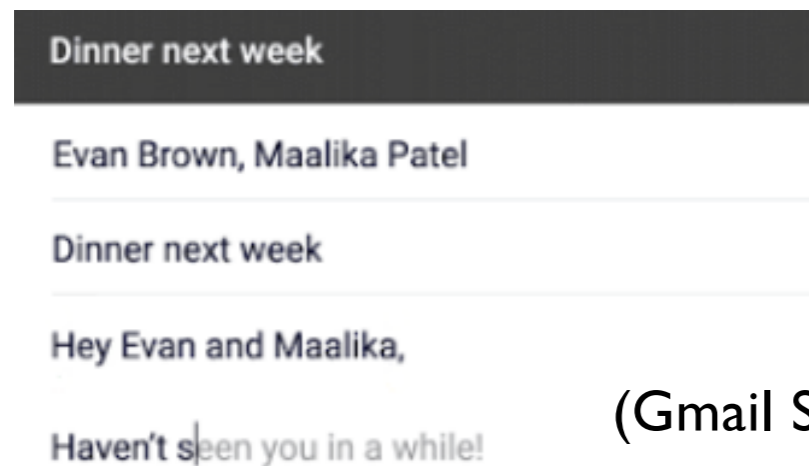 Dinner next week
Evan Brown, Maalika Patel
Dinner next week
Hey Evan and Maalika,
(Gmail S
Haven't seen you in a while!